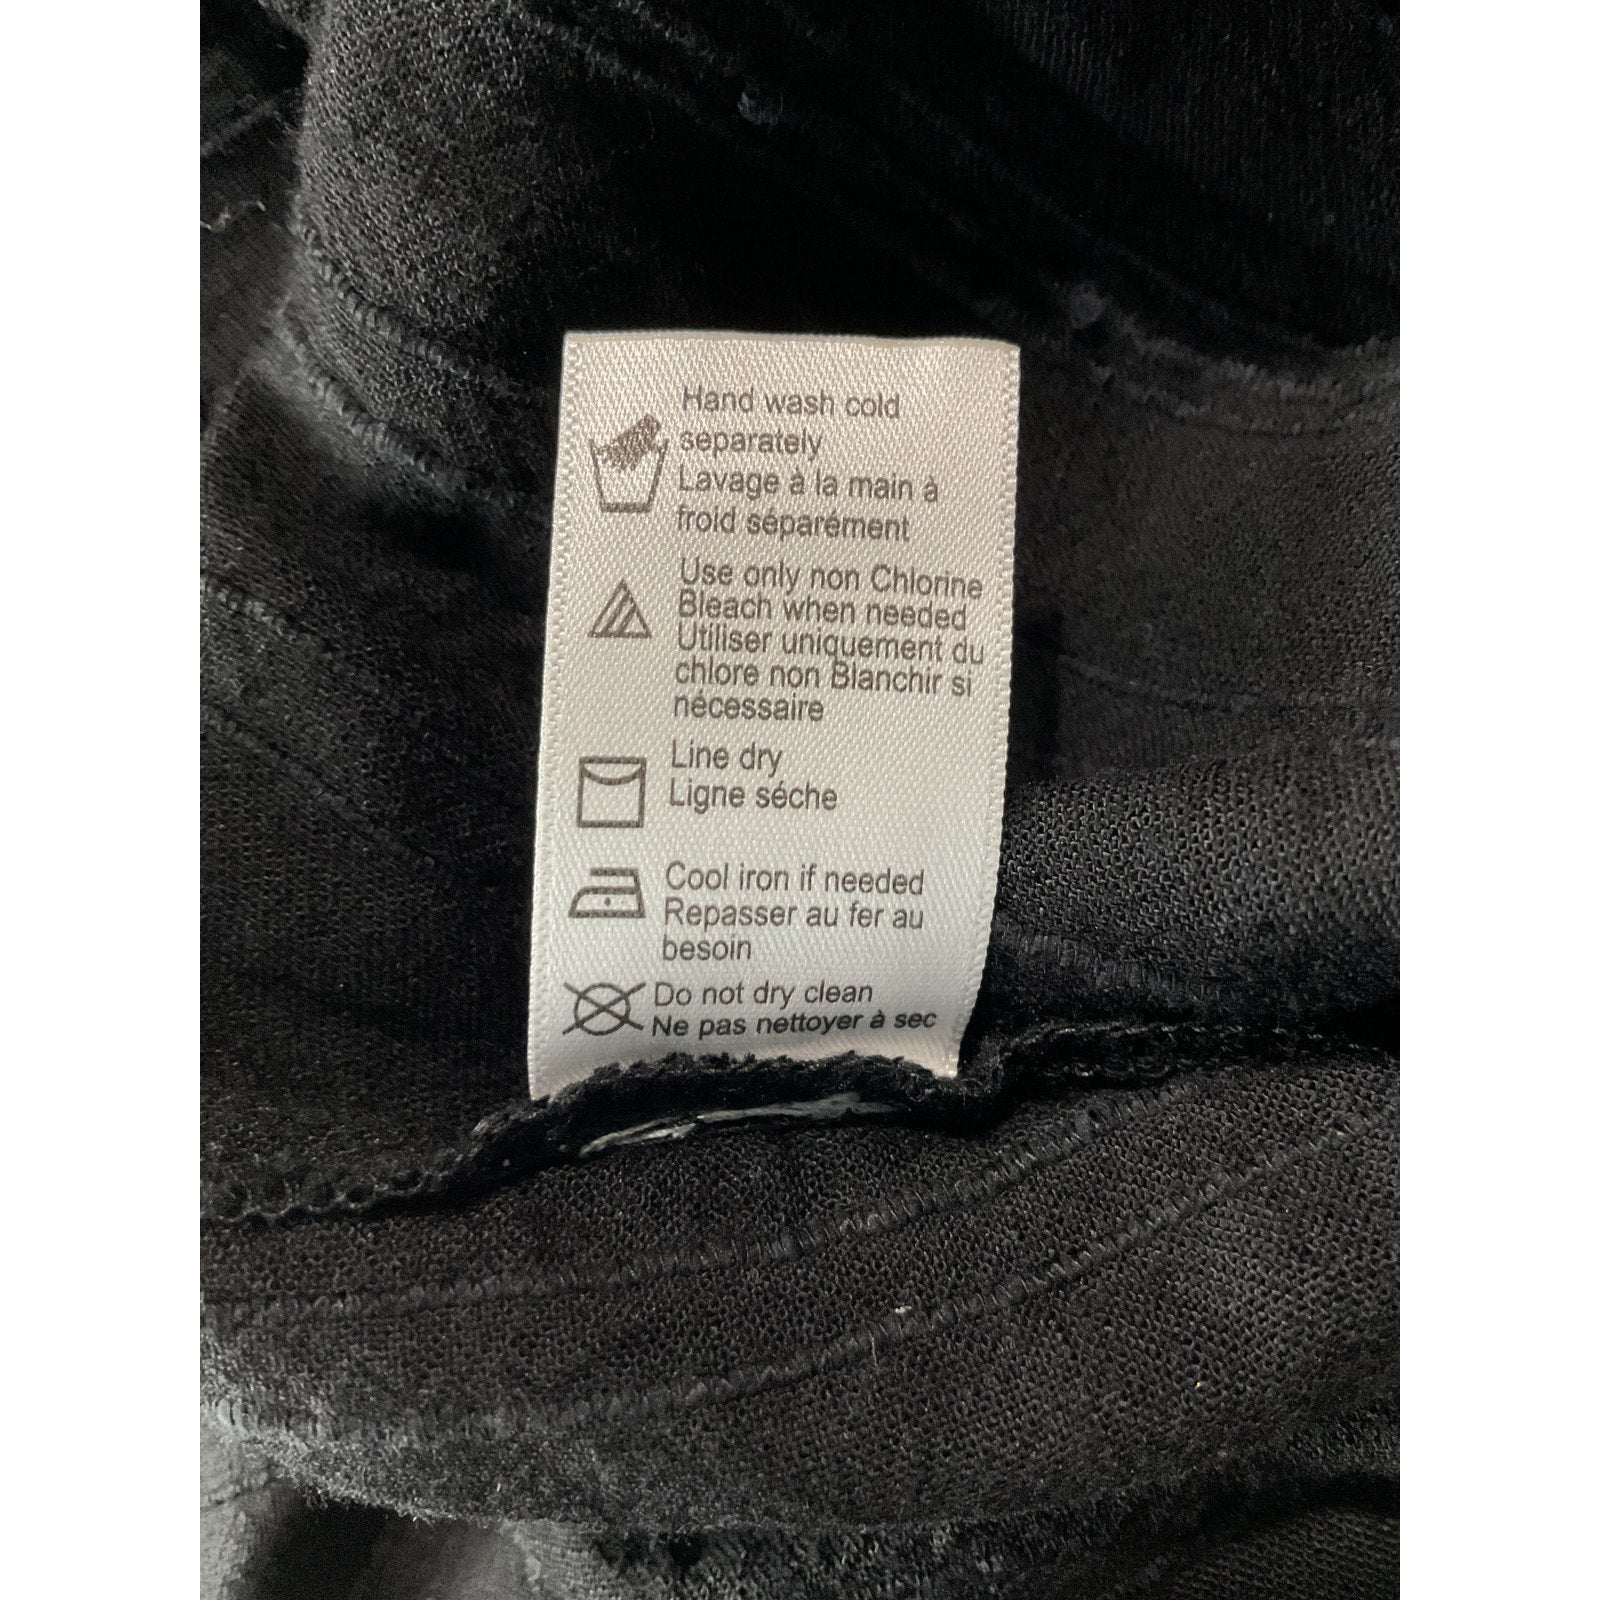 Hand wash cold
separately
Lavage à la main à
froid séparément
Use only non Chlorine
Bleach when needed
Utiliser uniquement du
chlore non Blanchir si
nécessaire
Line dry
Ligne séche
Cool iron if needed
Repasser au fer au
besoin
Do not dry clean
Ne pas nettoyer à sec